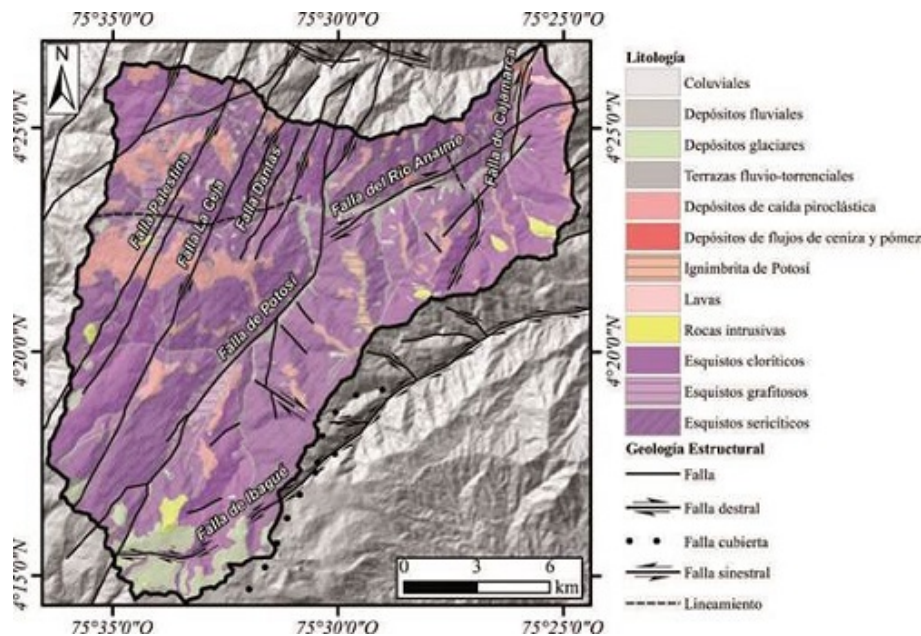 75°35'0"O
75°30'0"O
75°25'0"O
N
4°25'0"N
4°20'0"N
4°15'0"N
Falla Palestina
Falla La Ceja
Falla Dantas
Falla del Río Anaime
Falla de Cajamarca
Falla de Potosí
Falla de Ibagué
0 3 6
km
4°25'0"N
4°20'0"N
4°15'0"N
75°35'0"O
75°30'0"O
75°25'0"O
Litología
Coluviales
Depósitos fluviales
Depósitos glaciares
Terrazas fluvio-torrenciales
Depósitos de caída piroclástica
Depósitos de flujos de ceniza y pómez
Ignimbrita de Potosí
Lavas
Rocas intrusivas
Esquistos cloríticos
Esquistos grafitosos
Esquistos sericíticos
Geología Estructural
Falla
Falla destral
Falla cubierta
Falla sinestral
Lineamiento